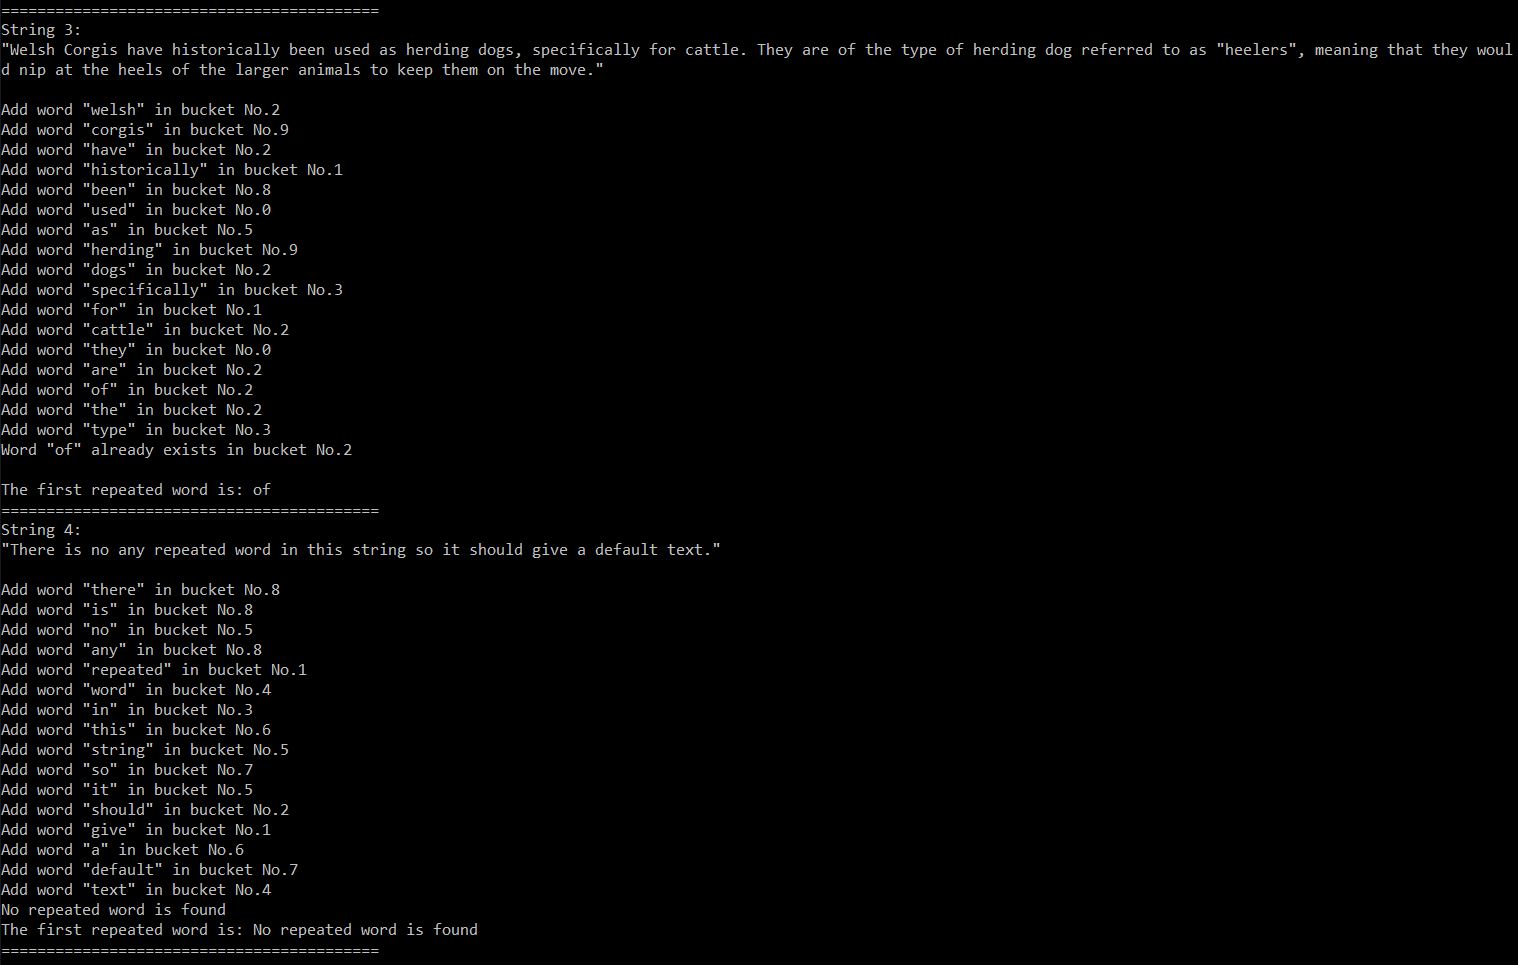 ==========================================
String 3:
"Welsh Corgis have historically been used as herding dogs, specifically for cattle. They are of the type of herding dog referred to as "heelers", meaning that they woul
d nip at the heels of the larger animals to keep them on the move."
Add word "welsh" in bucket No.2
Add word "corgis" in bucket No.9
Add word "have" in bucket No.2
Add word "historically" in bucket No.1
Add word "been" in bucket No.8
Add word "used" in bucket No.0
Add word "as" in bucket No.5
Add word "herding" in bucket No.9
Add word "dogs" in bucket No.2
Add word "specifically" in bucket No.3
Add word "for" in bucket No.1
Add word "cattle" in bucket No.2
Add word "they" in bucket No.0
Add word "are" in bucket No.2
Add word "of" in bucket No.2
Add word "the" in bucket No.2
Add word "type" in bucket No.3
Word "of" already exists in bucket No.2
The first repeated word is: of
==========================================
String 4:
"There is no any repeated word in this string so it should give a default text."
Add word "there" in bucket No.8
Add word "is" in bucket No.8
Add word "no" in bucket No.5
Add word "any" in bucket No.8
Add word "repeated" in bucket No.1
Add word "word" in bucket No.4
Add word "in" in bucket No.3
Add word "this" in bucket No.6
Add word "string" in bucket No.5
Add word "so" in bucket No.7
Add word "it" in bucket No.5
Add word "should" in bucket No.2
Add word "give" in bucket No.1
Add word "a" in bucket No.6
Add word "default" in bucket No.7
Add word "text" in bucket No.4
No repeated word is found
The first repeated word is: No repeated word is found
==========================================